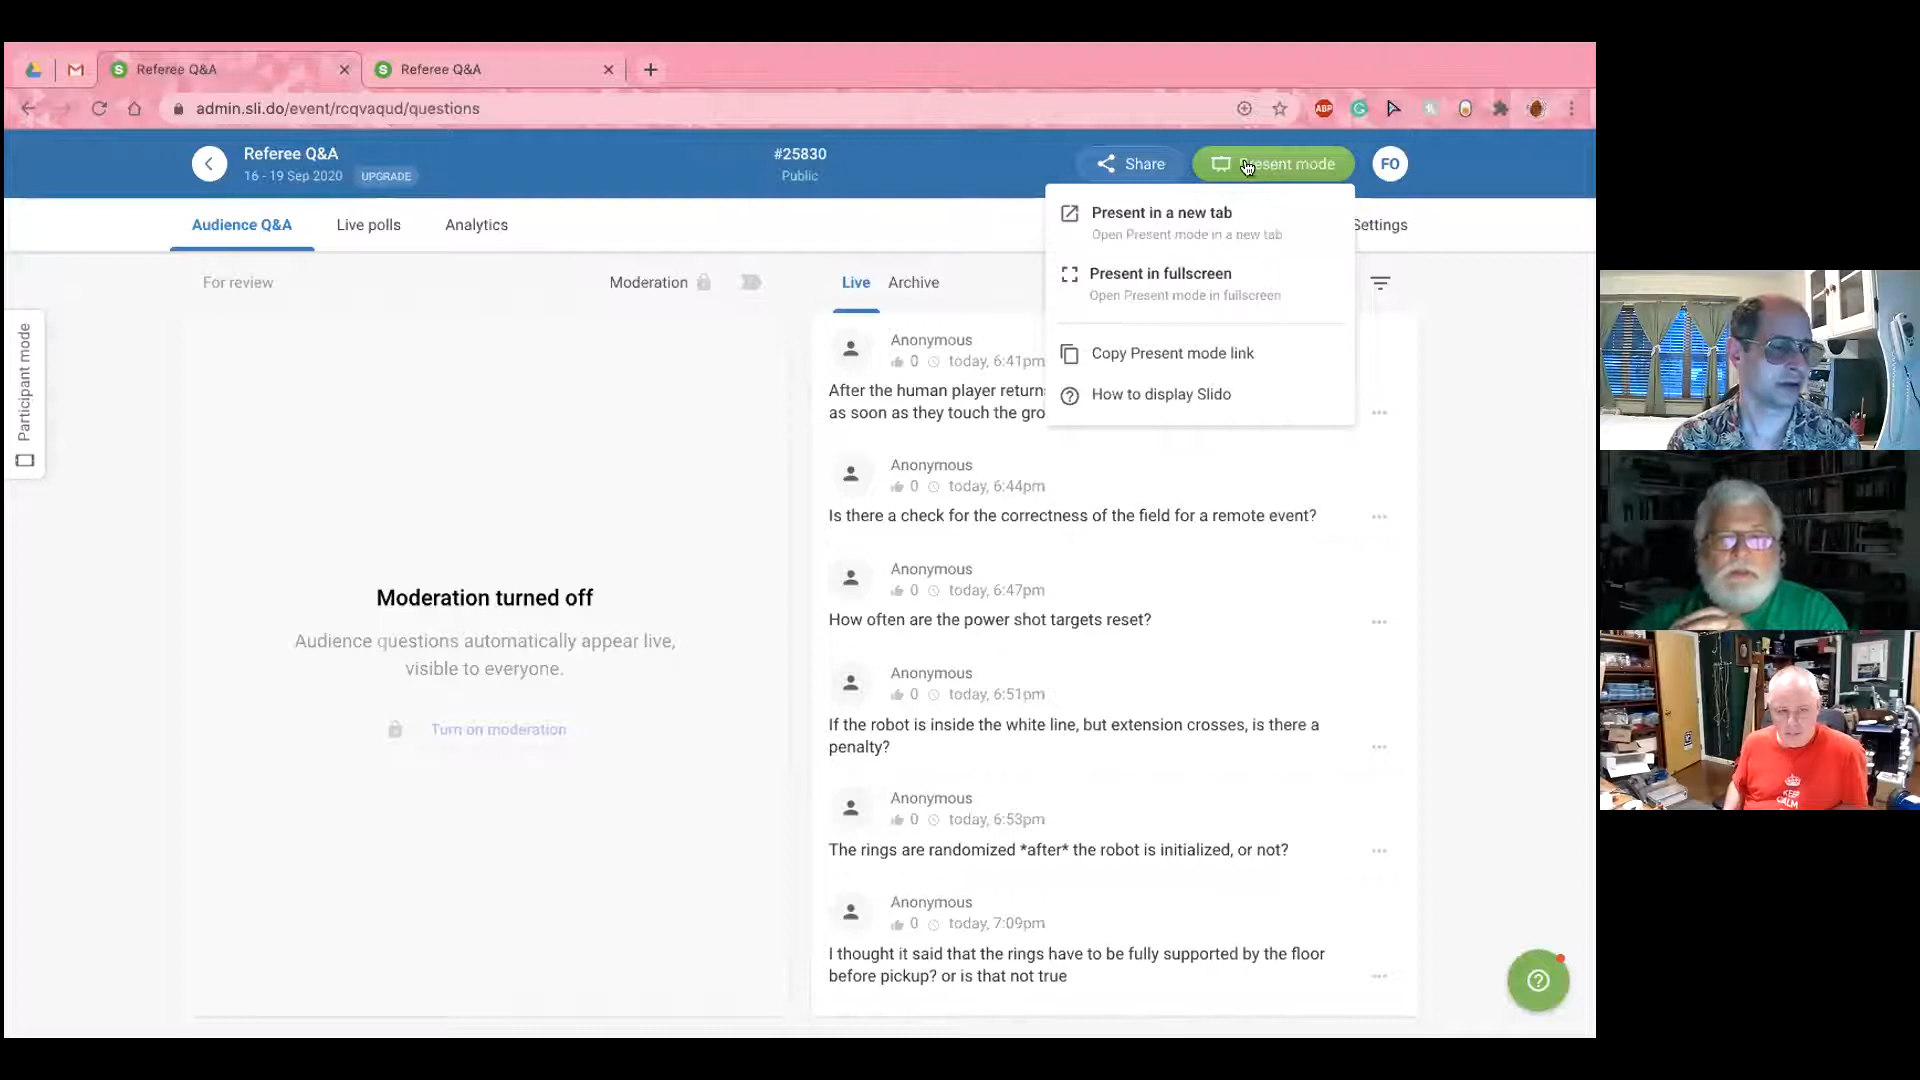 Referee Q&A
Referee Q&A
admin.sli.do/event/rcqvaqud/questions
ABP
Referee Q&A
16 - 19 Sep 2020
UPGRADE
#25830
Public
Share
Present mode
FO
Audience Q&A
Live polls
Analytics
Settings
Present in a new tab
Open Present mode in a new tab
Present in fullscreen
Open Present mode in fullscreen
Copy Present mode link
How to display Slido
Participant mode
For review
Moderation
Moderation turned off
Audience questions automatically appear live,
visible to everyone.
Turn on moderation
Live
Archive
Anonymous
0 today, 6:41pm
After the human player returns
as soon as they touch the gro
Anonymous
0 today, 6:44pm
Is there a check for the correctness of the field for a remote event?
Anonymous
0 today, 6:47pm
How often are the power shot targets reset?
Anonymous
0 today, 6:51pm
If the robot is inside the white line, but extension crosses, is there a
penalty?
Anonymous
0 today, 6:53pm
The rings are randomized *after* the robot is initialized, or not?
Anonymous
0 today, 7:09pm
I thought it said that the rings have to be fully supported by the floor
before pickup? or is that not true
KEEP
CALM